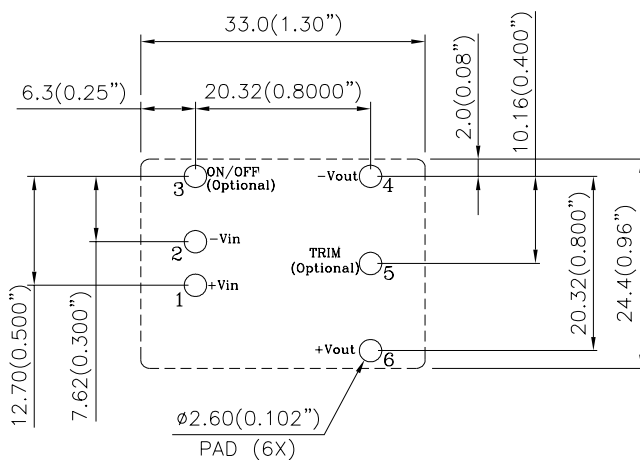 33.0(1.30”)
6.3(0.25”)
20.32(0.8000”)
2.0(0.08”)
10.16(0.400”)
3
ON/OFF
(Optional)
-Vout
4
2
-Vin
TRIM
(Optional)
5
1
+Vin
+Vout
6
12.70(0.500”)
7.62(0.300”)
20.32(0.800”)
24.4(0.96”)
ø2.60(0.102”)
PAD (6X)